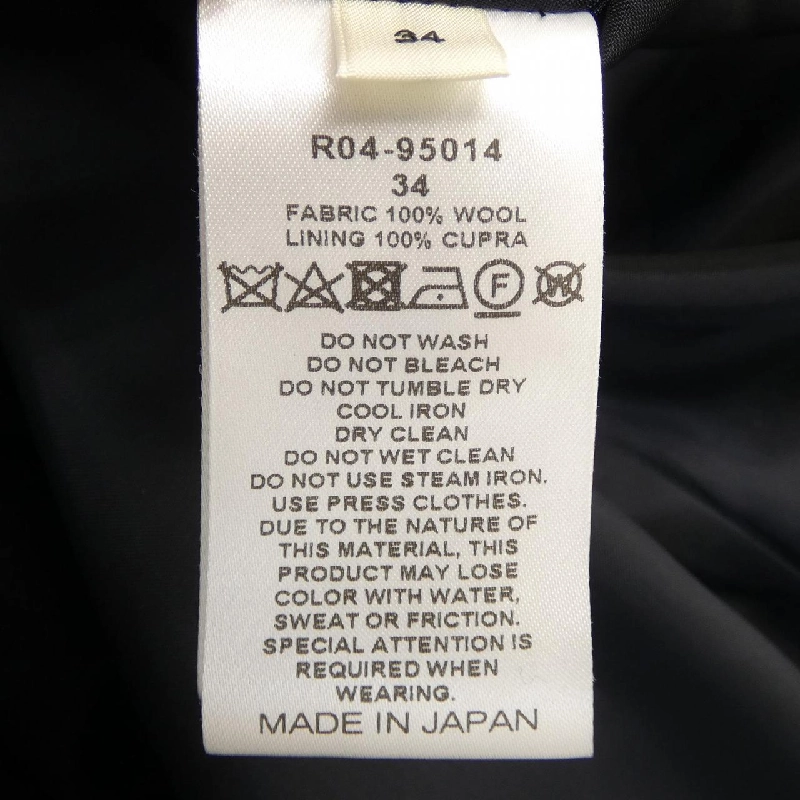 34
R04-95014
34
FABRIC 100% WOOL
LINING 100% CUPRA
F W
DO NOT WASH
DO NOT BLEACH
DO NOT TUMBLE DRY
COOL IRON
DRY CLEAN
DO NOT WET CLEAN
DO NOT USE STEAM IRON.
USE PRESS CLOTHES.
DUE TO THE NATURE OF
THIS MATERIAL, THIS
PRODUCT MAY LOSE
COLOR WITH WATER,
SWEAT OR FRICTION.
SPECIAL ATTENTION IS
REQUIRED WHEN
WEARING.
MADE IN JAPAN